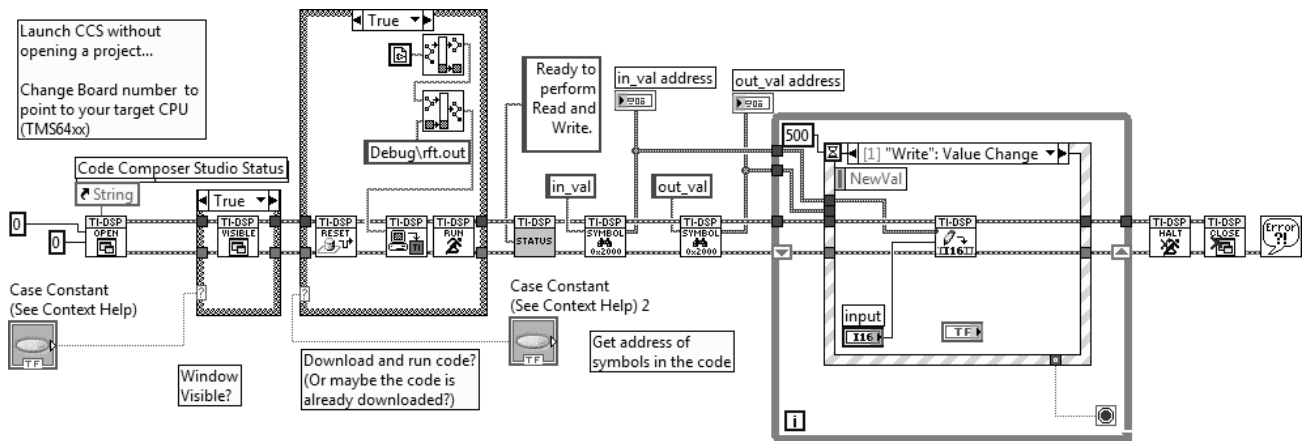 Launch CCS without
opening a project...
Change Board number to
point to your target CPU
(TMS64xx)
Code Composer Studio Status
String
0
0
TI-DSP
OPEN
True
TI-DSP
VISIBLE
Case Constant
(See Context Help)
TF
Window
Visible?
True
Debug\rft.out
TI-DSP
RESET
TI-DSP
TI
TI-DSP
RUN
Download and run code?
(Or maybe the code is
already downloaded?)
Ready to
perform
Read and
Write.
TI-DSP
STATUS
Case Constant
(See Context Help) 2
TF
in_val address
in_val
TI-DSP
SYMBOL
0x2000
out_val address
out_val
TI-DSP
SYMBOL
0x2000
Get address of
symbols in the code
500
[1] "Write": Value Change
NewVal
TI-DSP
I16
input
I16
TF
i
TI-DSP
HALT
TI-DSP
CLOSE
Error
?!